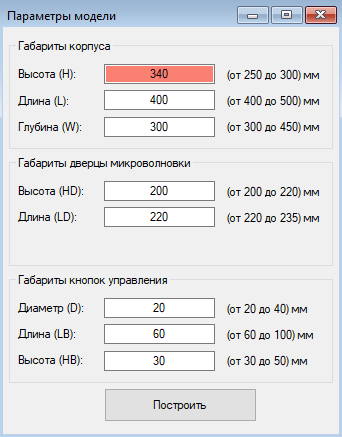 Параметры модели
Габариты корпуса
Высота (H): 340 (от 250 до 300) мм
Длина (L): 400 (от 400 до 500) мм
Глубина (W): 300 (от 300 до 450) мм
Габариты дверцы микроволновки
Высота (HD): 200 (от 200 до 220) мм
Длина (LD): 220 (от 220 до 235) мм
Габариты кнопок управления
Диаметр (D): 20 (от 20 до 40) мм
Длина (LB): 60 (от 60 до 100) мм
Высота (HB): 30 (от 30 до 50) мм
Построить